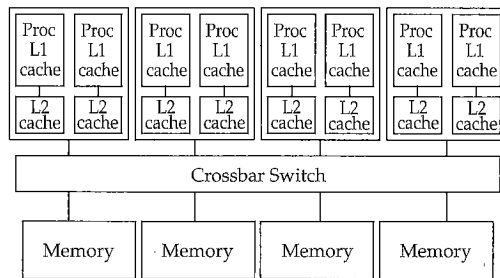 Proc Proc Proc Proc Proc Proc Proc Proc
L1 L1 L1 L1 L1 L1 L1 L1
cache cache cache cache cache cache cache cache
L2 L2 L2 L2 L2 L2 L2 L2
cache cache cache cache cache cache cache cache
Crossbar Switch
Memory Memory Memory Memory